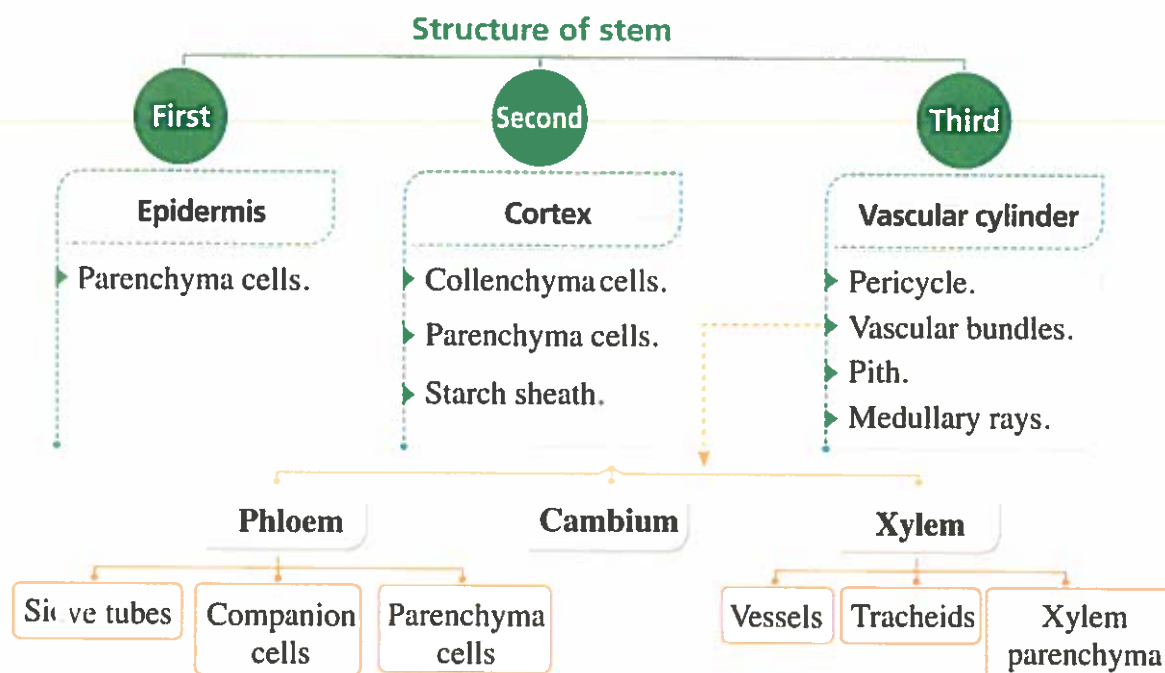 Structure of stem
First
Second
Third
Epidermis
Cortex
Vascular cylinder
Parenchyma cells.
Collenchyma cells.
Parenchyma cells.
Starch sheath.
Pericycle.
Vascular bundles.
Pith.
Medullary rays.
Phloem
Cambium
Xylem
Sieve tubes
Companion
cells
Parenchyma
cells
Vessels
Tracheids
Xylem
parenchyma